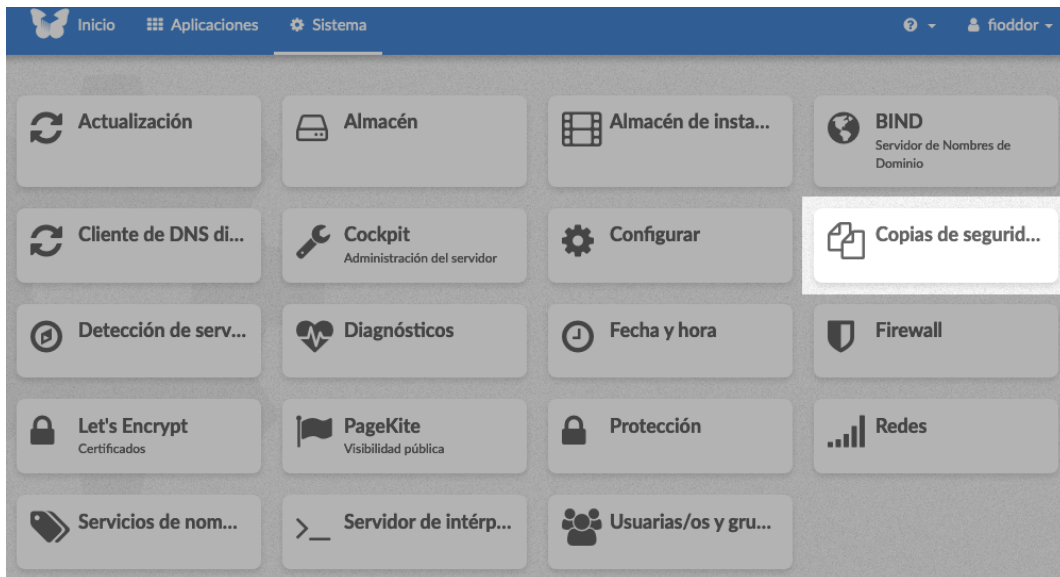 Inicio
Aplicaciones
Sistema
fioddor
Actualización
Almacén
Almacén de insta...
BIND
Servidor de Nombres de
Dominio
Cliente de DNS di...
Cockpit
Administración del servidor
Configurar
Copias de segurid...
Detección de serv...
Diagnósticos
Fecha y hora
Firewall
Let's Encrypt
Certificados
PageKite
Visibilidad pública
Protección
Redes
Servicios de nom...
Servidor de intérp...
Usuarias/os y gru...